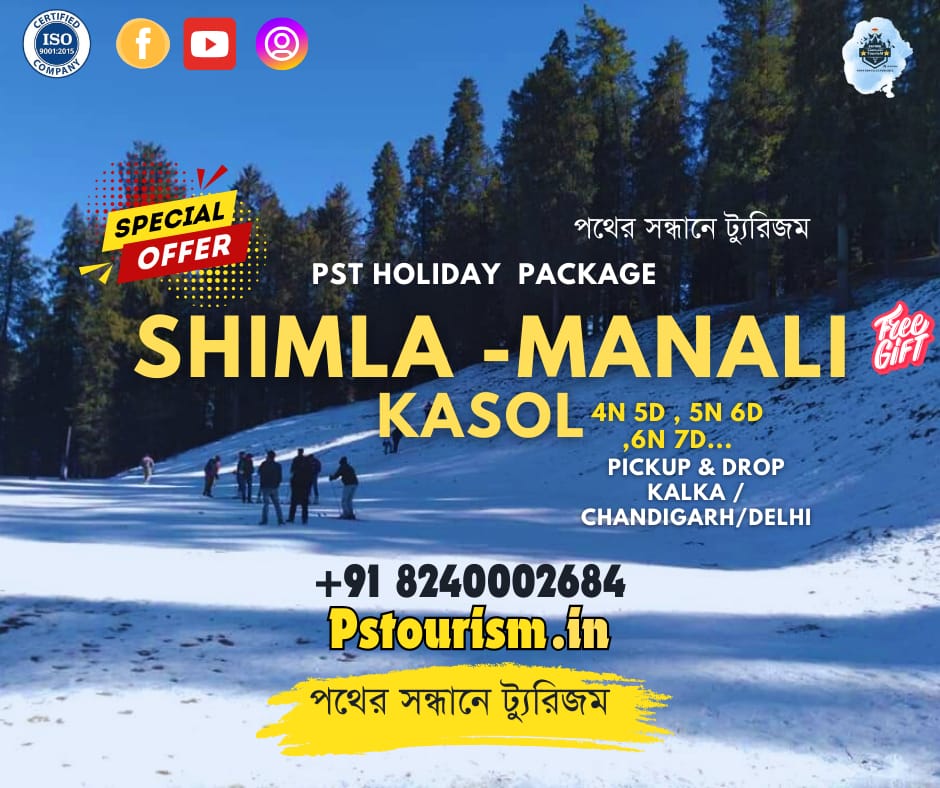 CERTIFIED
ISO
9001:2015
COMPANY
SPECIAL
OFFER
পথের সন্ধানে ট্যুরিজম
PST HOLIDAY PACKAGE
SHIMLA -MANALI
Free
GIFT
KASOL
4N 5D , 5N 6D
,6N 7D...
PICKUP & DROP
KALKA /
CHANDIGARH/DELHI
+91 8240002684
Pstourism.in
পথের সন্ধানে ট্যুরিজম